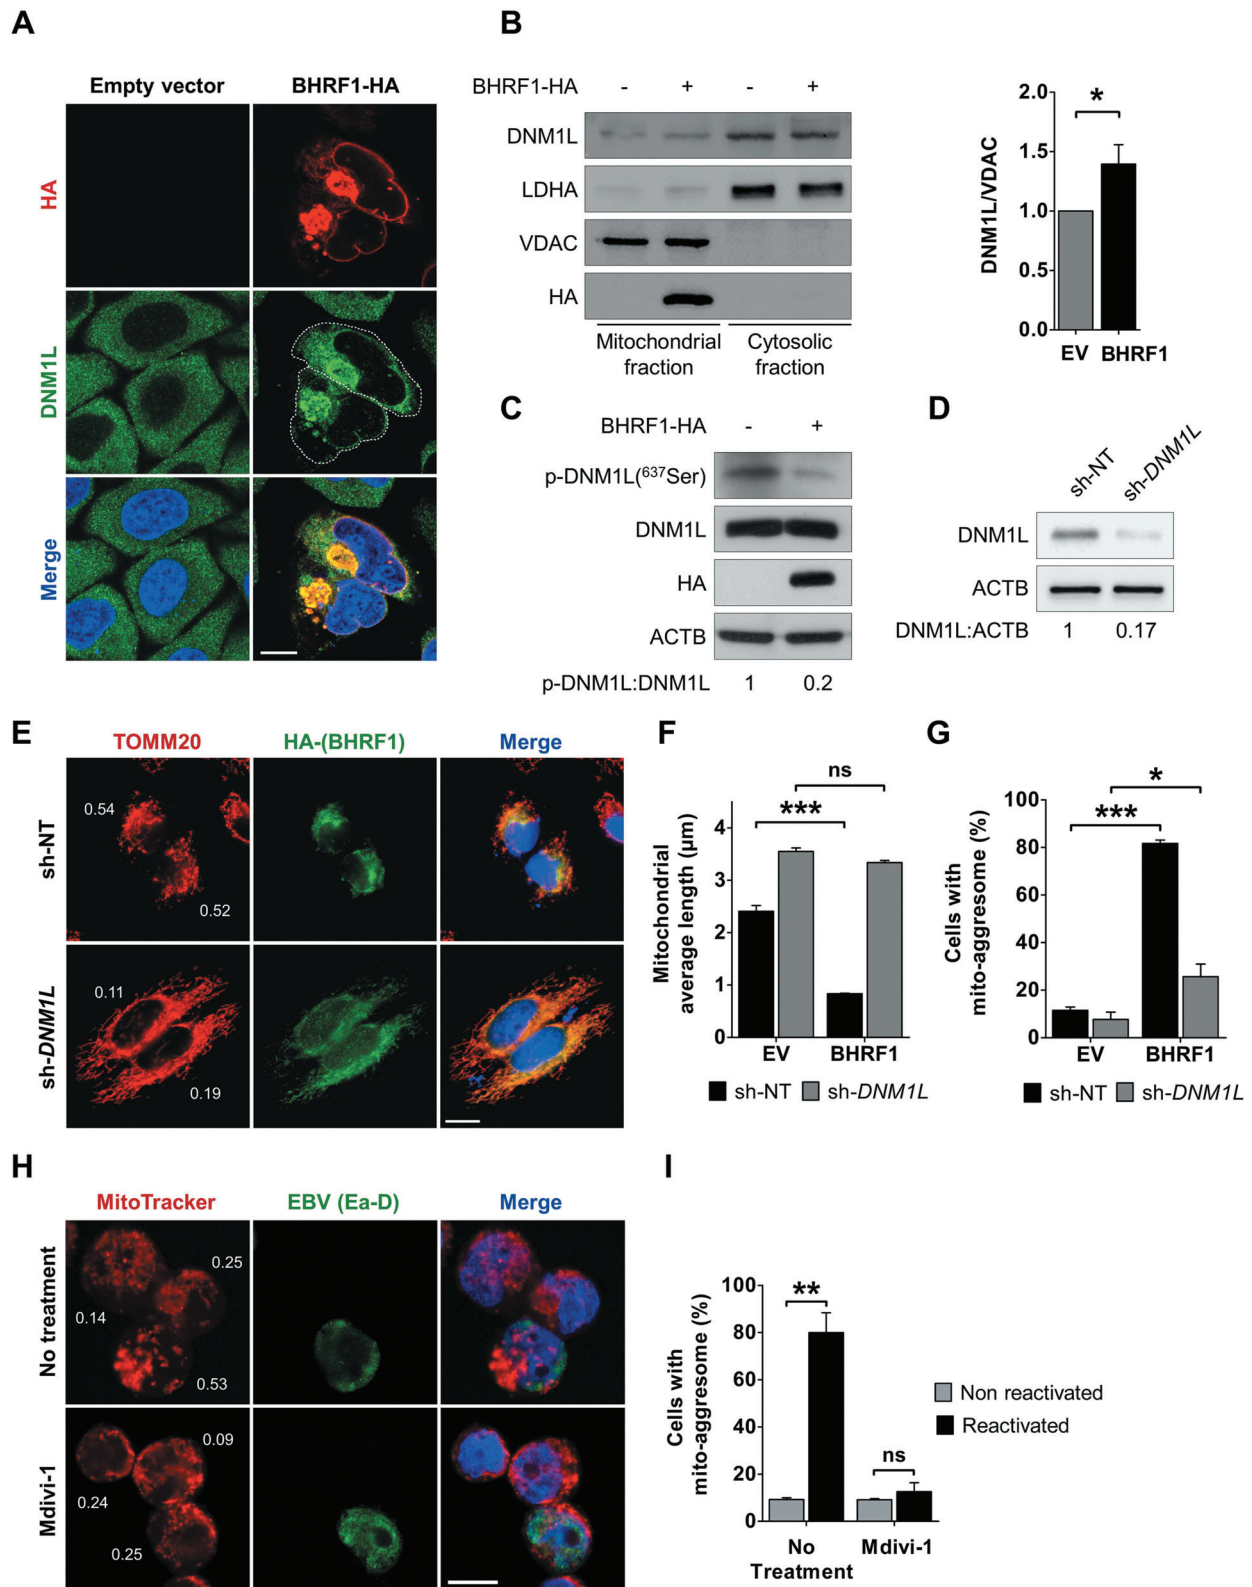 A
Empty vector
BHRF1-HA
HA
DNM1L
Merge
B
BHRF1-HA - + - +
DNM1L
LDHA
VDAC
HA
Mitochondrial fraction
Cytosolic fraction
DNM1L/VDAC
2.0
1.5
1.0
0.5
0.0
*
EV BHRF1
C
BHRF1-HA - +
p-DNM1L(⁶³⁷Ser)
DNM1L
HA
ACTB
p-DNM1L:DNM1L 1 0.2
D
sh-NT
sh-DNM1L
DNM1L
ACTB
DNM1L:ACTB 1 0.17
E
TOMM20
HA-(BHRF1)
Merge
sh-NT
0.54
0.52
sh-DNM1L
0.11
0.19
F
Mitochondrial
average length (µm)
4
3
2
1
0
***
ns
EV BHRF1
sh-NT sh-DNM1L
G
Cells with
mito-aggresome (%)
100
80
60
40
20
0
***
*
EV BHRF1
sh-NT sh-DNM1L
H
MitoTracker
EBV (Ea-D)
Merge
No treatment
0.25
0.14
0.53
Mdivi-1
0.09
0.24
0.25
I
Cells with
mito-aggresome (%)
100
80
60
40
20
0
**
ns
No
Treatment
Mdivi-1
Non reactivated
Reactivated